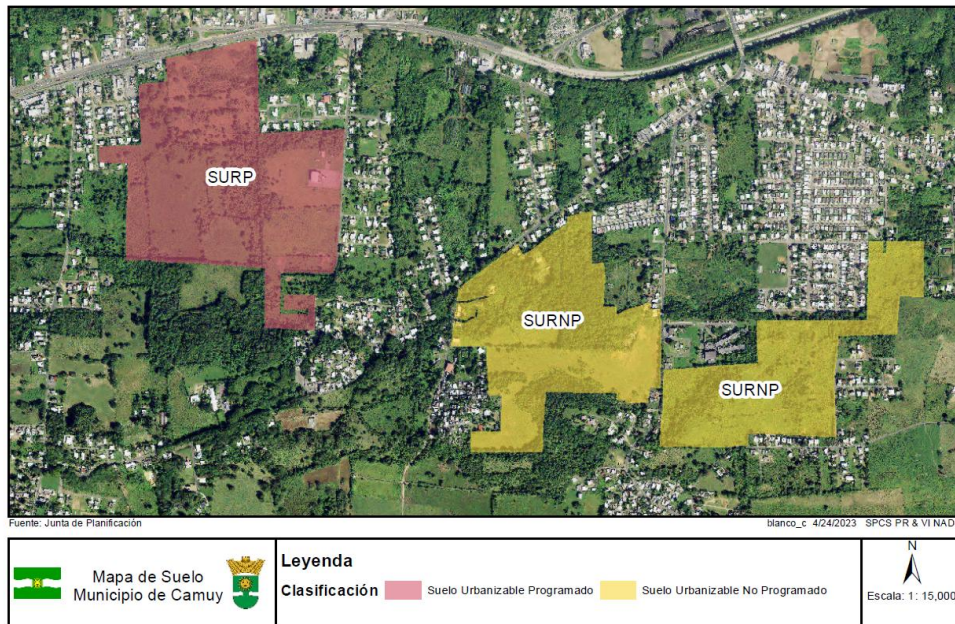 SURP
SURNP
SURNP
Fuente: Junta de Planificación
blanco_c 4/24/2023 SPCS PR & VI NAD
Mapa de Suelo
Municipio de Camuy
Leyenda
Clasificación
Suelo Urbanizable Programado
Suelo Urbanizable No Programado
N
Escala: 1: 15,000